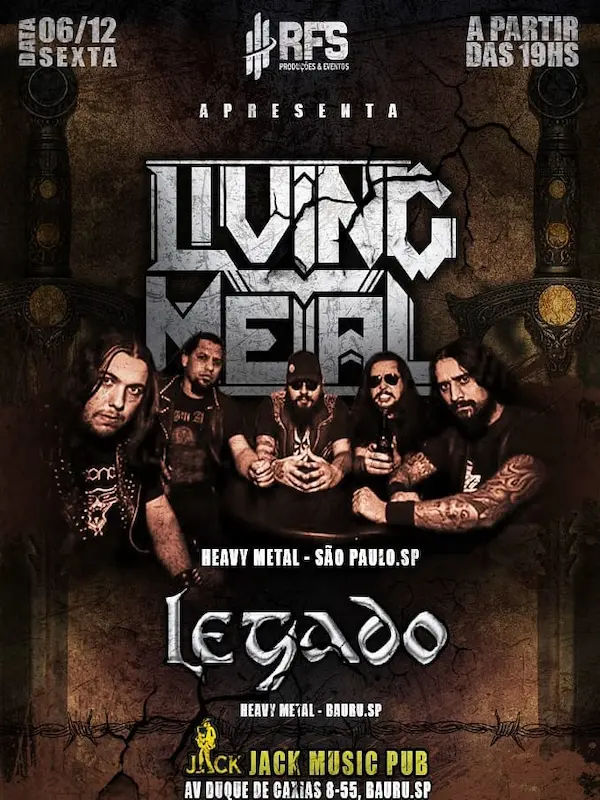 DATA
06/12
SEXTA
RFS
PRODUÇÕES & EVENTOS
A PARTIR
DAS 19HS
APRESENTA
LIVING
METAL
HEAVY METAL - SÃO PAULO.SP
LEGADO
HEAVY METAL - BAURU.SP
JACK JACK MUSIC PUB
AV DUQUE DE CAXIAS 8-55, BAURU.SP